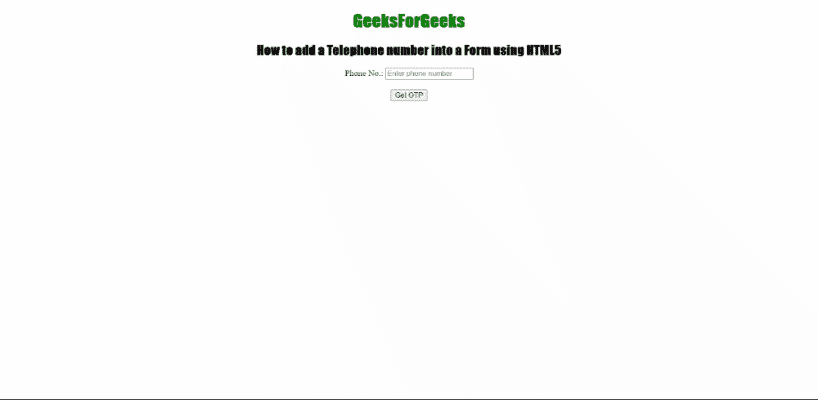 GeeksForGeeks
How to add a Telephone number into a Form using HTML5
Phone No.: Enter phone number
Get OTP